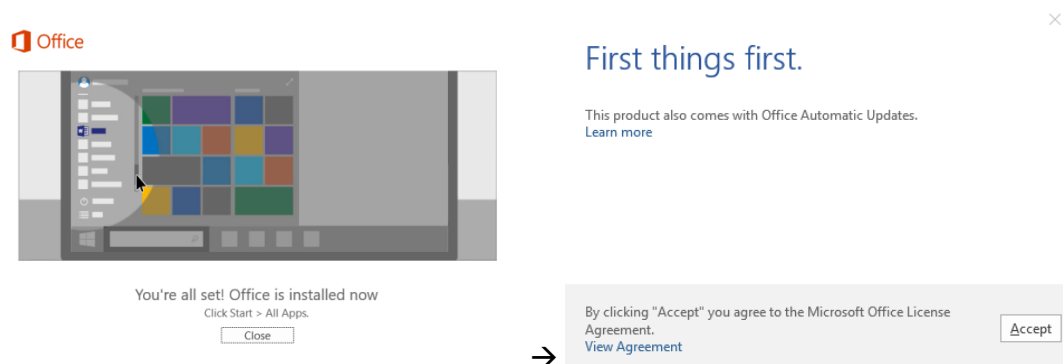 Office
You're all set! Office is installed now
Click Start > All Apps.
Close
→
First things first.
This product also comes with Office Automatic Updates.
Learn more
By clicking "Accept" you agree to the Microsoft Office License
Agreement.
View Agreement
Accept